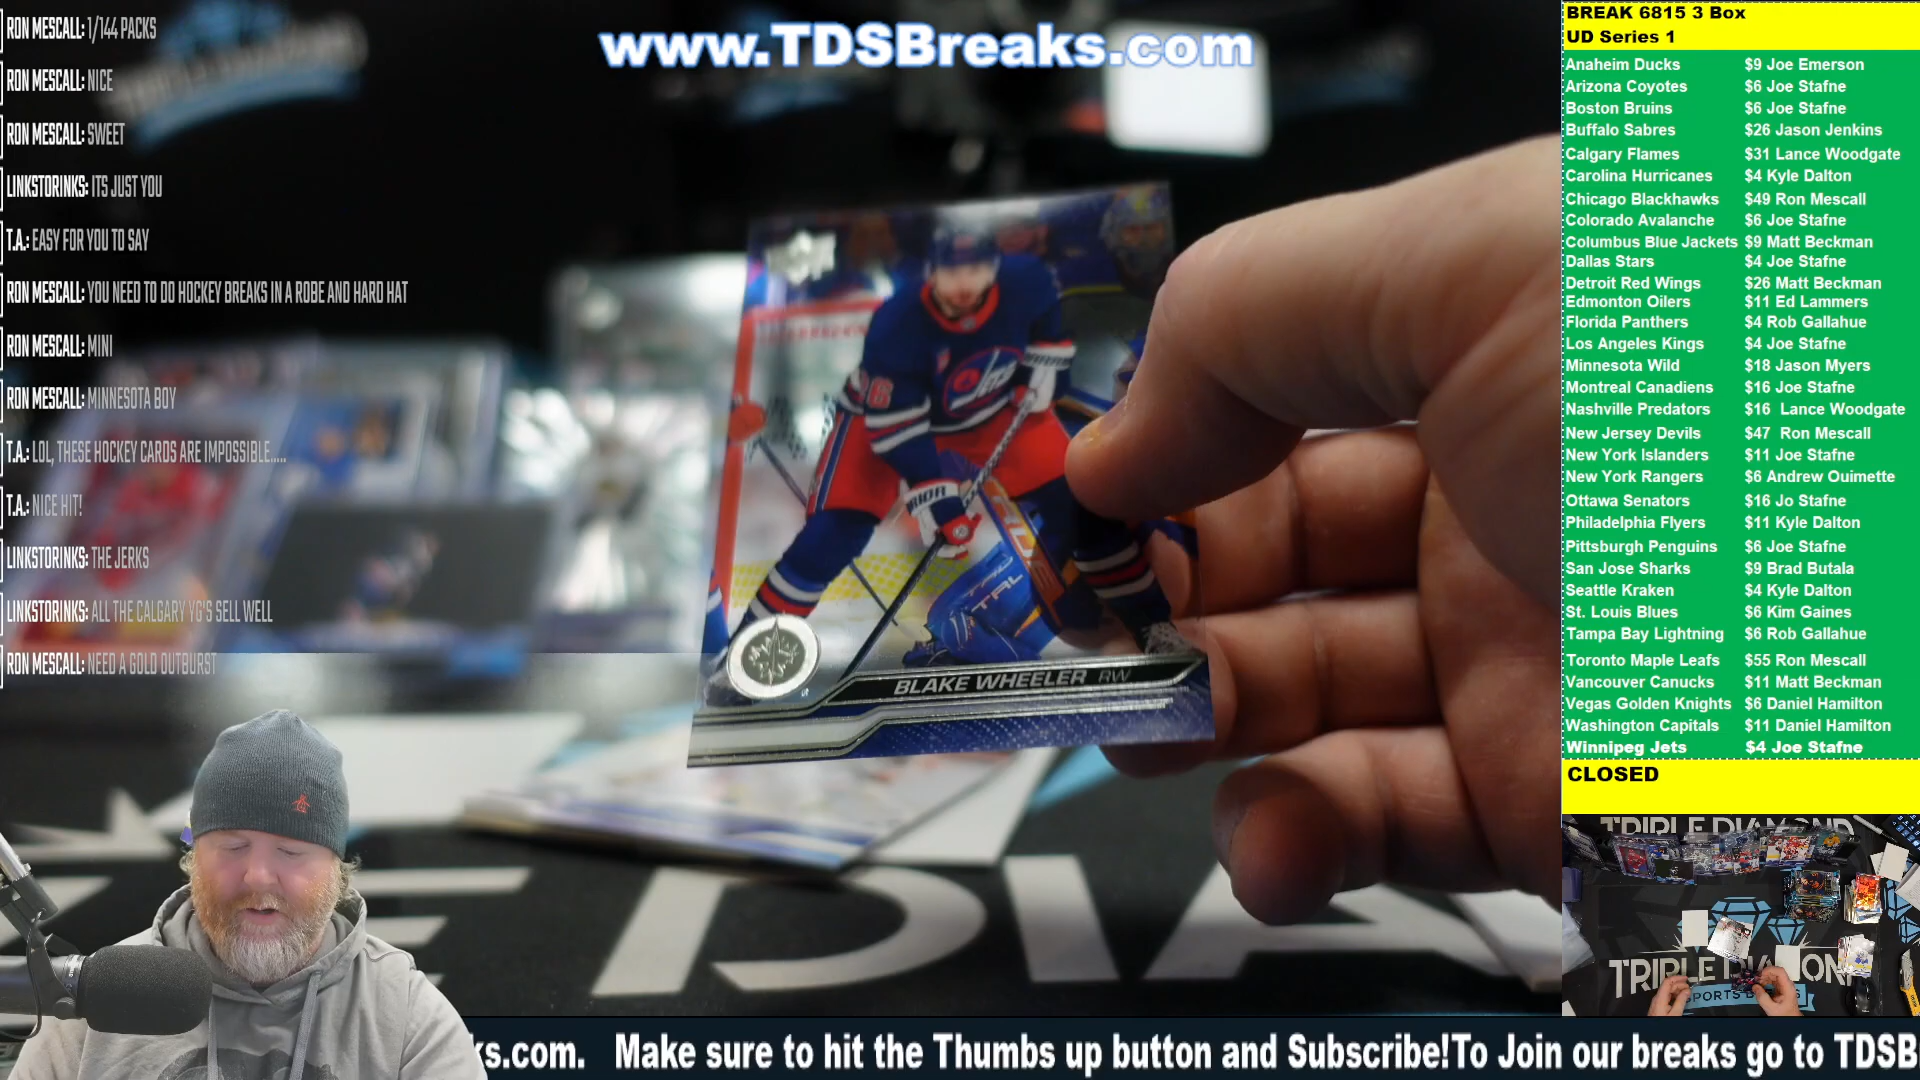 RON MESCALL: 1/144 PACKS
RON MESCALL: NICE
RON MESCALL: SWEET
LINKSTORINKS: ITS JUST YOU
T.A.: EASY FOR YOU TO SAY
RON MESCALL: YOU NEED TO DO HOCKEY BREAKS IN A ROBE AND HARD HAT
RON MESCALL: MINI
RON MESCALL: MINNESOTA BOY
T.A.: LOL, THESE HOCKEY CARDS ARE IMPOSSIBLE.....
T.A.: NICE HIT!
LINKSTORINKS: THE JERKS
LINKSTORINKS: ALL THE CALGARY YG'S SELL WELL
RON MESCALL: NEED A GOLD OUTBURST
www.TDSBreaks.com
JETS
BLAKE WHEELER RW
BREAK 6815 3 Box
UD Series 1
Anaheim Ducks $9 Joe Emerson
Arizona Coyotes $6 Joe Stafne
Boston Bruins $6 Joe Stafne
Buffalo Sabres $26 Jason Jenkins
Calgary Flames $31 Lance Woodgate
Carolina Hurricanes $4 Kyle Dalton
Chicago Blackhawks $49 Ron Mescall
Colorado Avalanche $6 Joe Stafne
Columbus Blue Jackets $9 Matt Beckman
Dallas Stars $4 Joe Stafne
Detroit Red Wings $26 Matt Beckman
Edmonton Oilers $11 Ed Lammers
Florida Panthers $4 Rob Gallahue
Los Angeles Kings $4 Joe Stafne
Minnesota Wild $18 Jason Myers
Montreal Canadiens $16 Joe Stafne
Nashville Predators $16 Lance Woodgate
New Jersey Devils $47 Ron Mescall
New York Islanders $11 Joe Stafne
New York Rangers $6 Andrew Ouimette
Ottawa Senators $16 Jo Stafne
Philadelphia Flyers $11 Kyle Dalton
Pittsburgh Penguins $6 Joe Stafne
San Jose Sharks $9 Brad Butala
Seattle Kraken $4 Kyle Dalton
St. Louis Blues $6 Kim Gaines
Tampa Bay Lightning $6 Rob Gallahue
Toronto Maple Leafs $55 Ron Mescall
Vancouver Canucks $11 Matt Beckman
Vegas Golden Knights $6 Daniel Hamilton
Washington Capitals $11 Daniel Hamilton
Winnipeg Jets $4 Joe Stafne
CLOSED
TRIPLE DIAMOND
TRIPLE DIAMOND
SPORTS B
ks.com. Make sure to hit the Thumbs up button and Subscribe!To Join our breaks go to TDSB